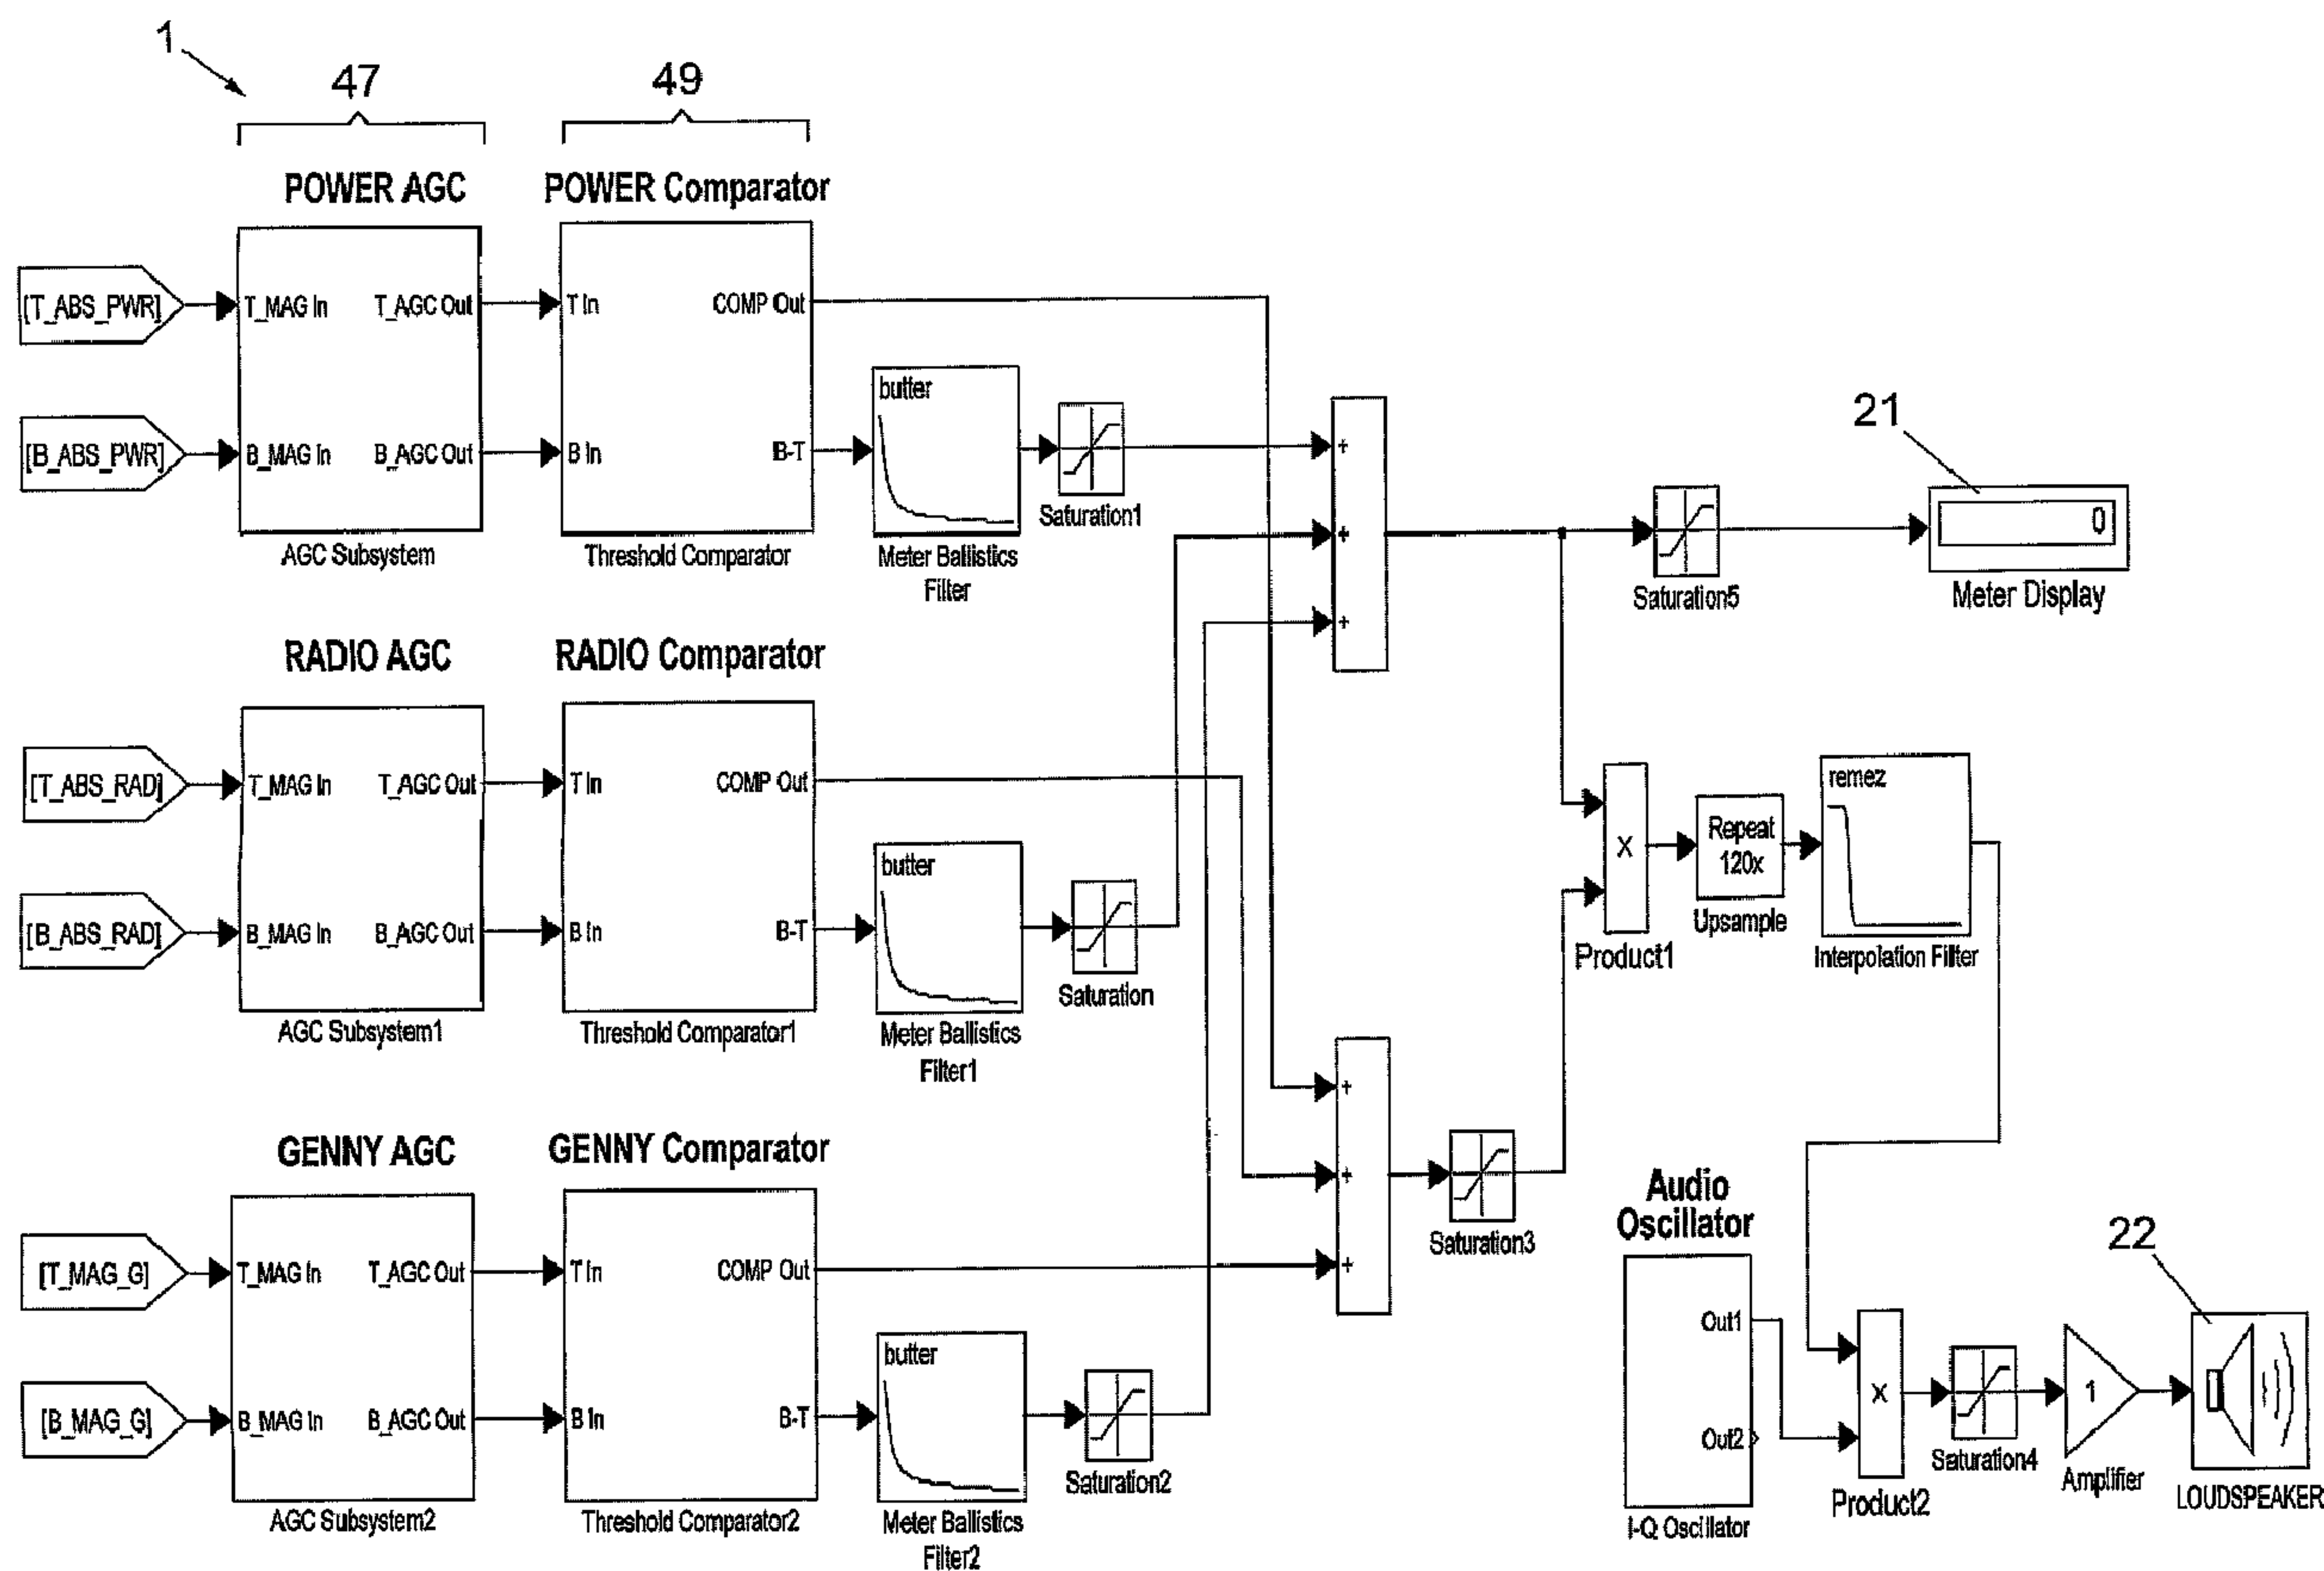 1
47
49
POWER AGC
POWER Comparator
[T_ABS_PWR]
T_MAG In
T_AGC Out
T In
COMP Out
[B_ABS_PWR]
B_MAG In
B_AGC Out
B In
B-T
butter
AGC Subsystem
Threshold Comparator
Meter Ballistics
Filter
Saturation1
+
+
+
21
0
Saturation5
Meter Display
RADIO AGC
RADIO Comparator
[T_ABS_RAD]
T_MAG In
T_AGC Out
T In
COMP Out
[B_ABS_RAD]
B_MAG In
B_AGC Out
B In
B-T
butter
AGC Subsystem1
Threshold Comparator1
Meter Ballistics
Filter1
Saturation
X
Product1
Repeat
120x
Upsample
remez
Interpolation Filter
GENNY AGC
GENNY Comparator
[T_MAG_G]
T_MAG In
T_AGC Out
T In
COMP Out
[B_MAG_G]
B_MAG In
B_AGC Out
B In
B-T
butter
AGC Subsystem2
Threshold Comparator2
Meter Ballistics
Filter2
Saturation2
+
+
+
Saturation3
Audio
Oscillator
Out1
Out2
I-Q Oscillator
X
Product2
Saturation4
1
Amplifier
22
LOUDSPEAKER